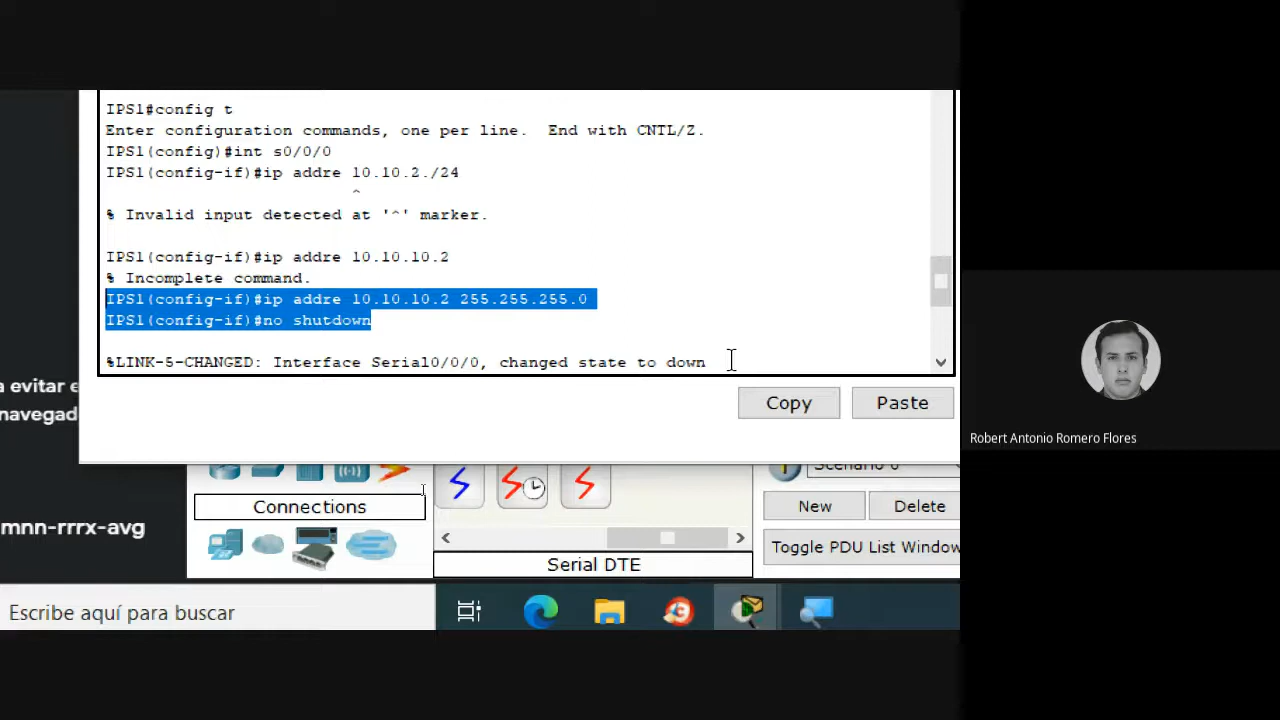 IPS1#config t
Enter configuration commands, one per line.  End with CNTL/Z.
IPS1(config)#int s0/0/0
IPS1(config-if)#ip addre 10.10.2./24
^
% Invalid input detected at '^' marker.
IPS1(config-if)#ip addre 10.10.10.2
% Incomplete command.
IPS1(config-if)#ip addre 10.10.10.2 255.255.255.0
IPS1(config-if)#no shutdown
%LINK-5-CHANGED: Interface Serial0/0/0, changed state to down
Copy
Paste
a evitar e
navegad
mnn-rrrx-avg
Connections
Serial DTE
Scenario 0
New
Delete
Toggle PDU List Window
Escribe aquí para buscar
Robert Antonio Romero Flores